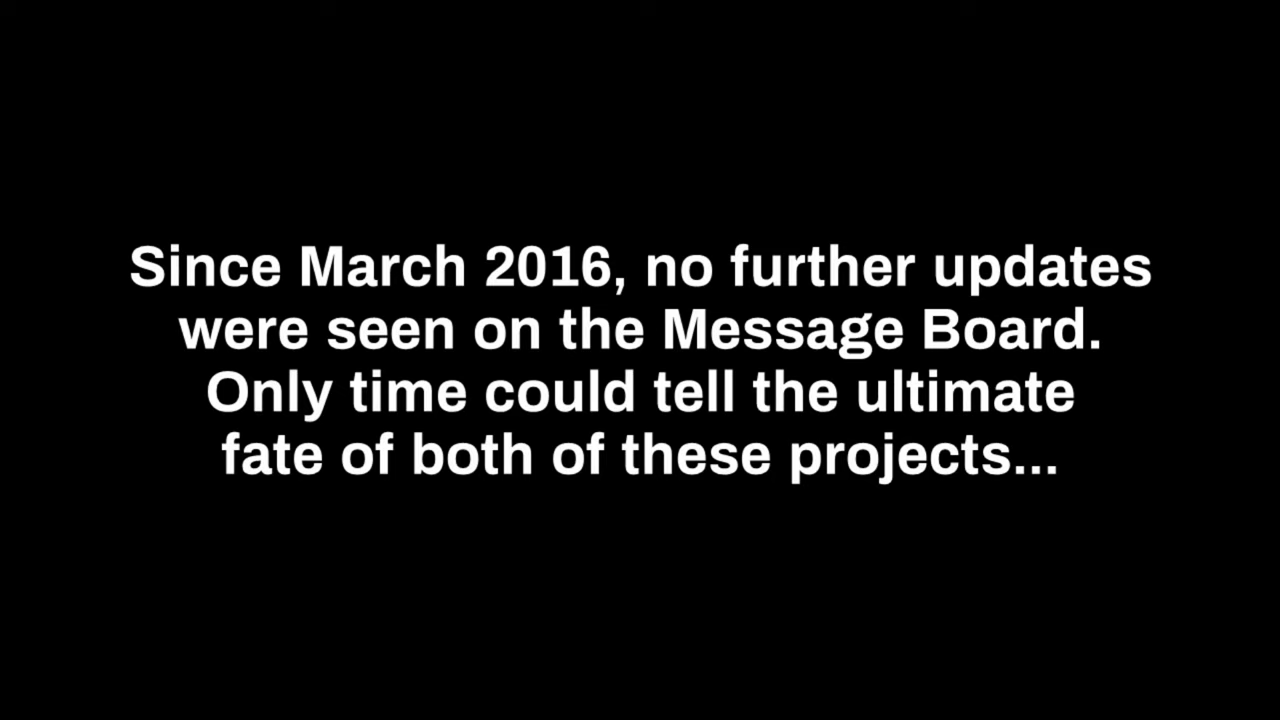 Since March 2016, no further updates
were seen on the Message Board.
Only time could tell the ultimate
fate of both of these projects...